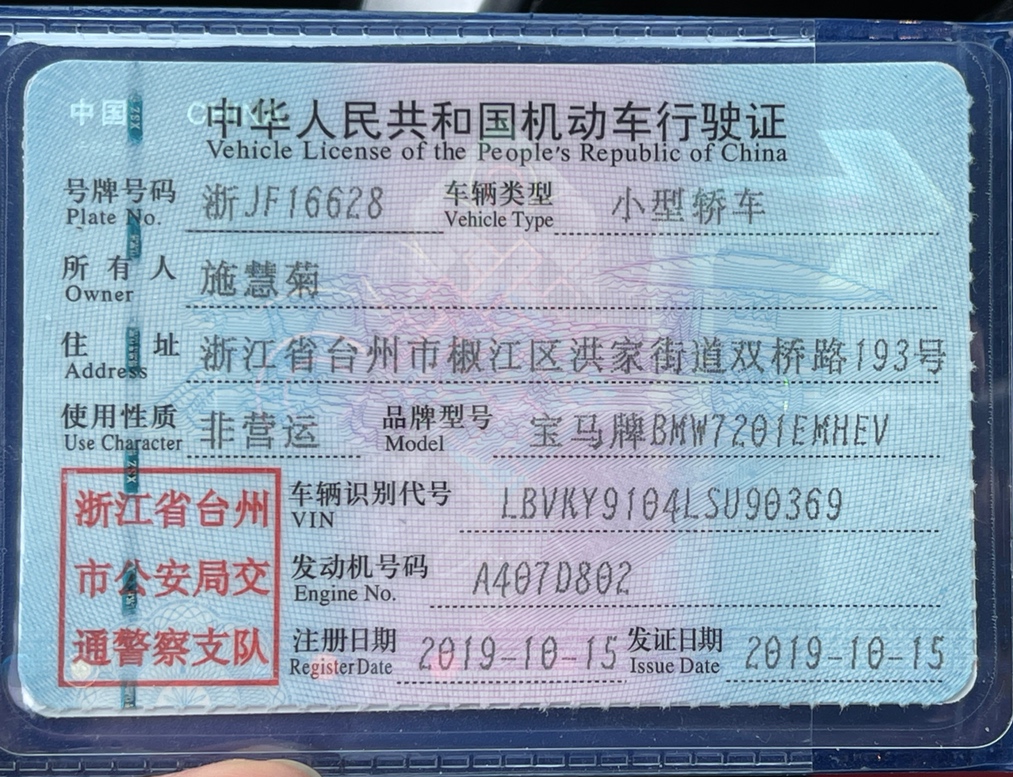 中国 CHINA
中华人民共和国机动车行驶证
Vehicle License of the People's Republic of China
号牌号码 浙JF16628 车辆类型 小型轿车
Plate No. Vehicle Type
所有人 施慧菊
Owner
住址 浙江省台州市椒江区洪家街道双桥路193号
Address
使用性质 非营运 品牌型号 宝马牌BMW7201EMHEV
Use Character Model
浙江省台州 车辆识别代号 LBVKY9104LSU90369
VIN
市公安局交 发动机号码 A407D802
Engine No.
通警察支队 注册日期 2019-10-15 发证日期 2019-10-15
Register Date Issue Date